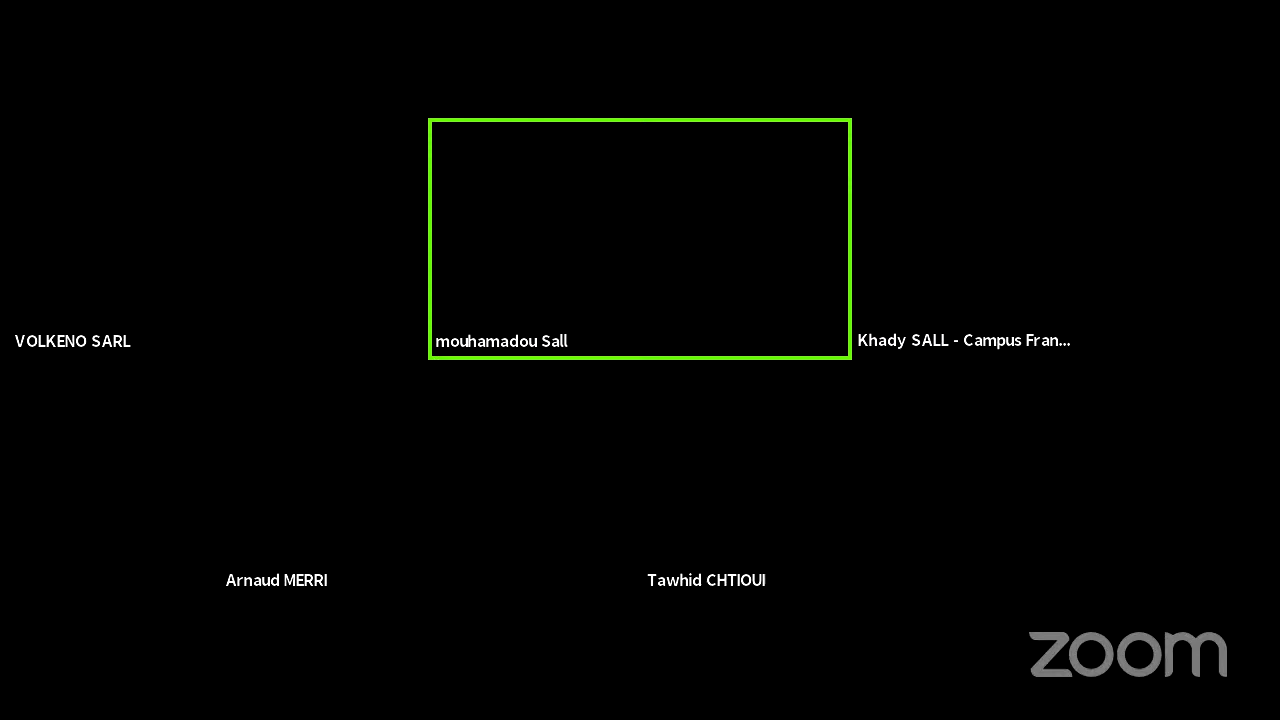 VOLKENO SARL
mouhamadou Sall
Khady SALL - Campus Fran...
Arnaud MERRI
Tawhid CHTIOUI
zoom